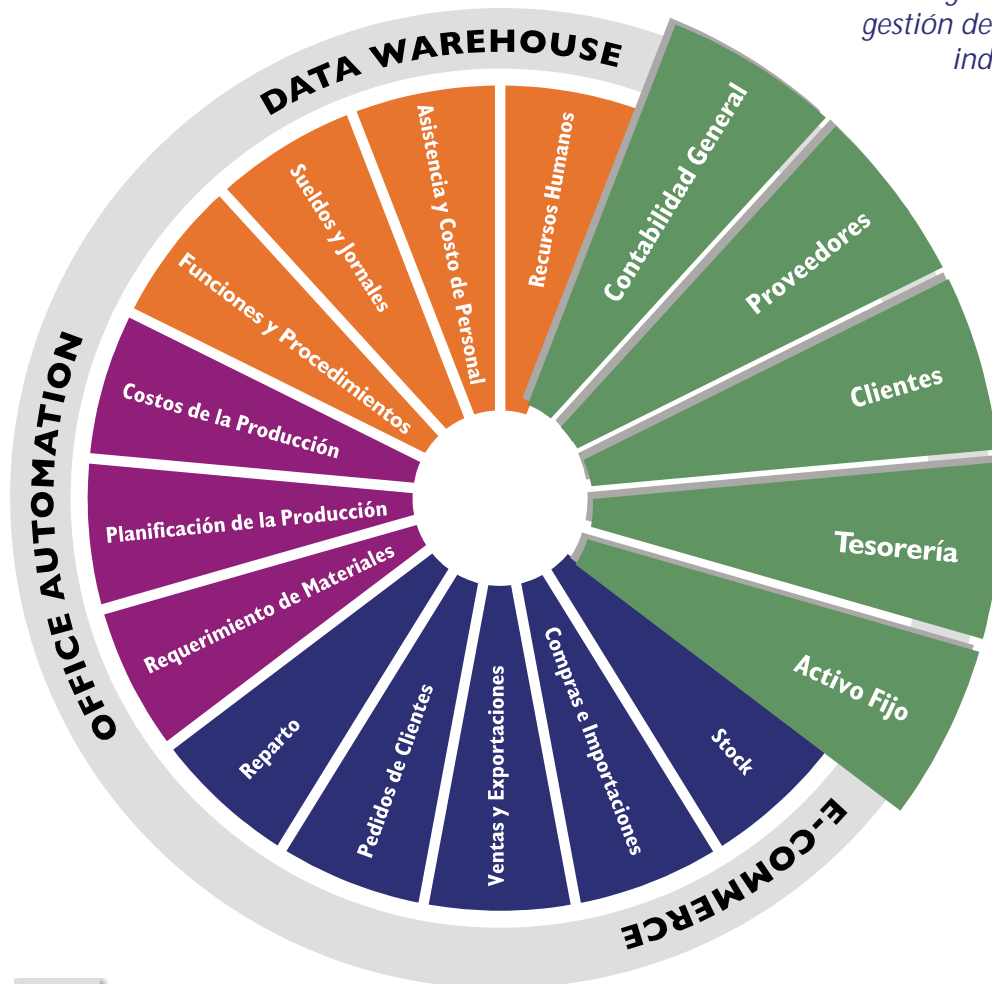 gestión de
ind
DATA WAREHOUSE
OFFICE AUTOMATION
E-COMMERCE
Contabilidad General
Proveedores
Clientes
Tesorería
Activo Fijo
Stock
Compras e Importaciones
Ventas y Exportaciones
Pedidos de Clientes
Reparto
Requerimiento de Materiales
Planificación de la Producción
Costos de la Producción
Funciones y Procedimientos
Sueldos y Jornales
Asistencia y Costo de Personal
Recursos Humanos